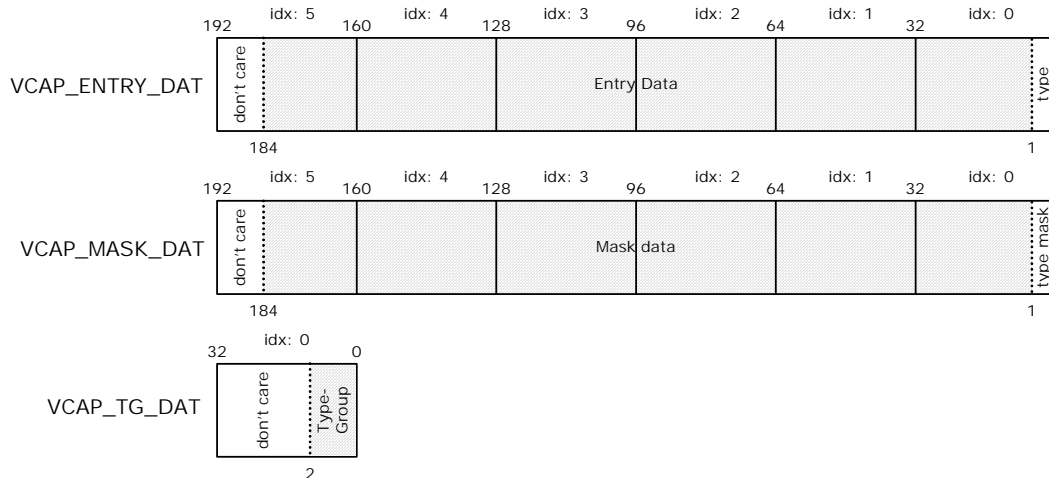 idx: 5 idx: 4 idx: 3 idx: 2 idx: 1 idx: 0
192 160 128 96 64 32
VCAP_ENTRY_DAT don't care Entry Data type
184 1
idx: 5 idx: 4 idx: 3 idx: 2 idx: 1 idx: 0
192 160 128 96 64 32
VCAP_MASK_DAT don't care Mask data type mask
184 1
idx: 0
32 0
VCAP_TG_DAT don't care Type-
Group
2